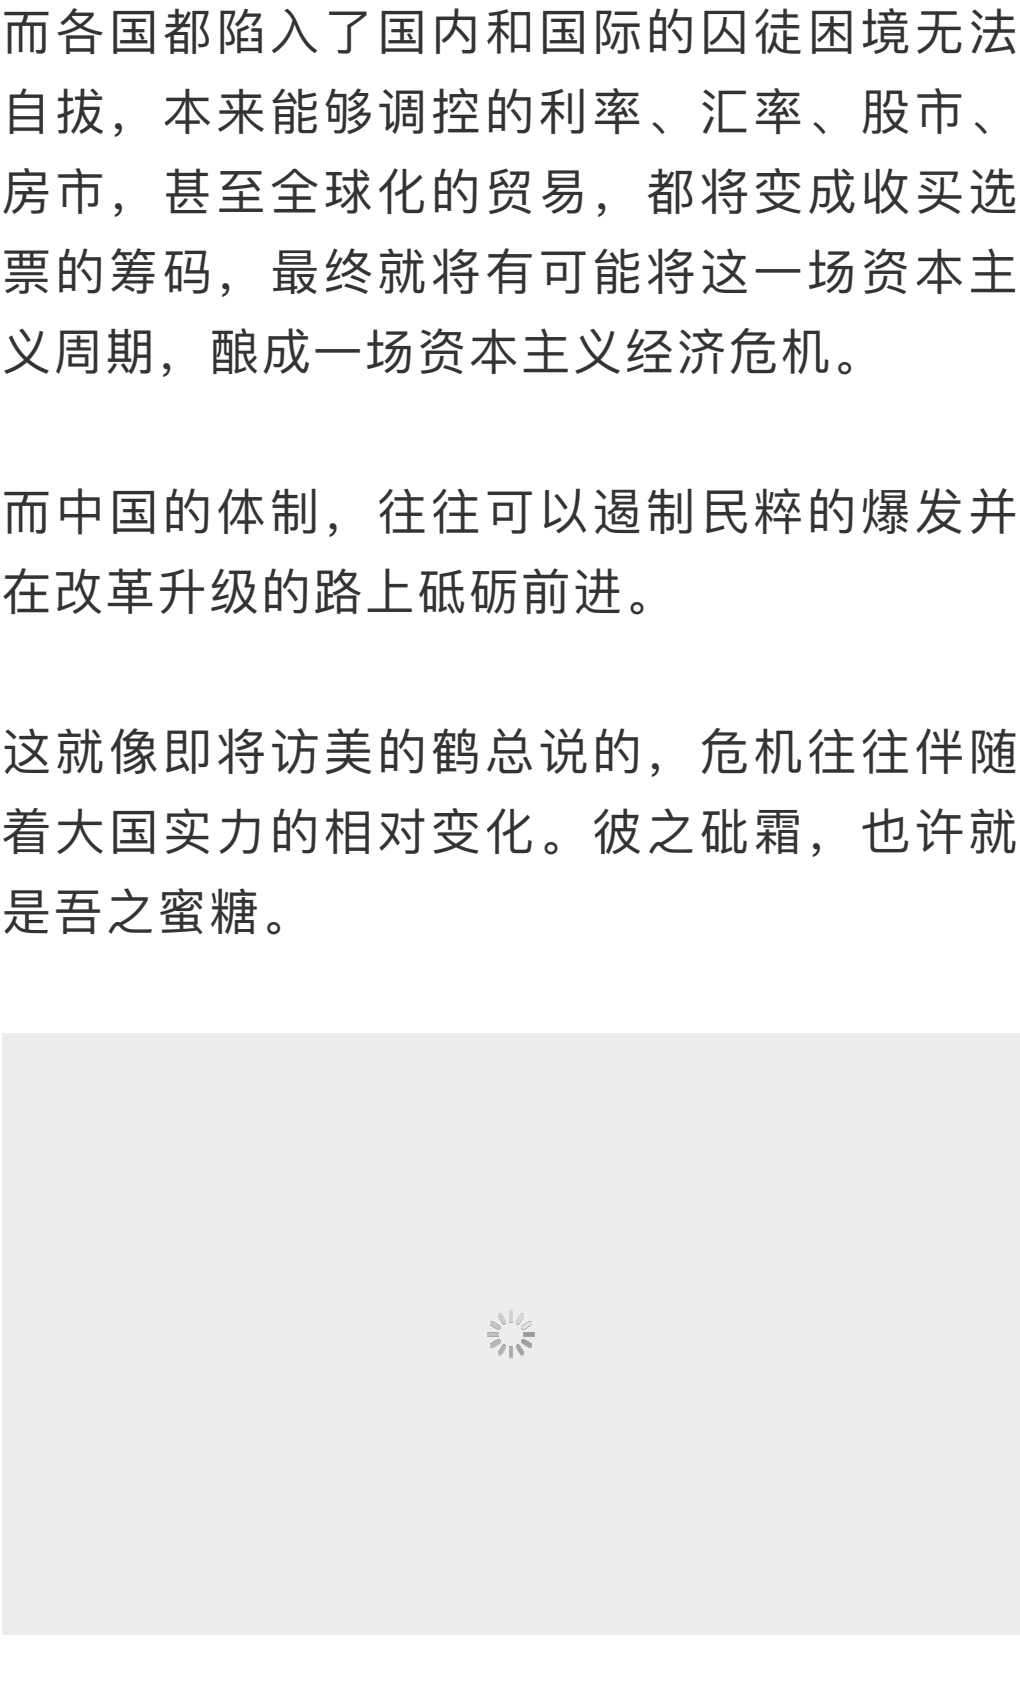 而各国都陷入了国内和国际的囚徒困境无法
自拔，本来能够调控的利率、汇率、股市、
房市，甚至全球化的贸易，都将变成收买选
票的筹码，最终就将有可能将这一场资本主
义周期，酿成一场资本主义经济危机。
而中国的体制，往往可以遏制民粹的爆发并
在改革升级的路上砥砺前进。
这就像即将访美的鹤总说的，危机往往伴随
着大国实力的相对变化。彼之砒霜，也许就
是吾之蜜糖。